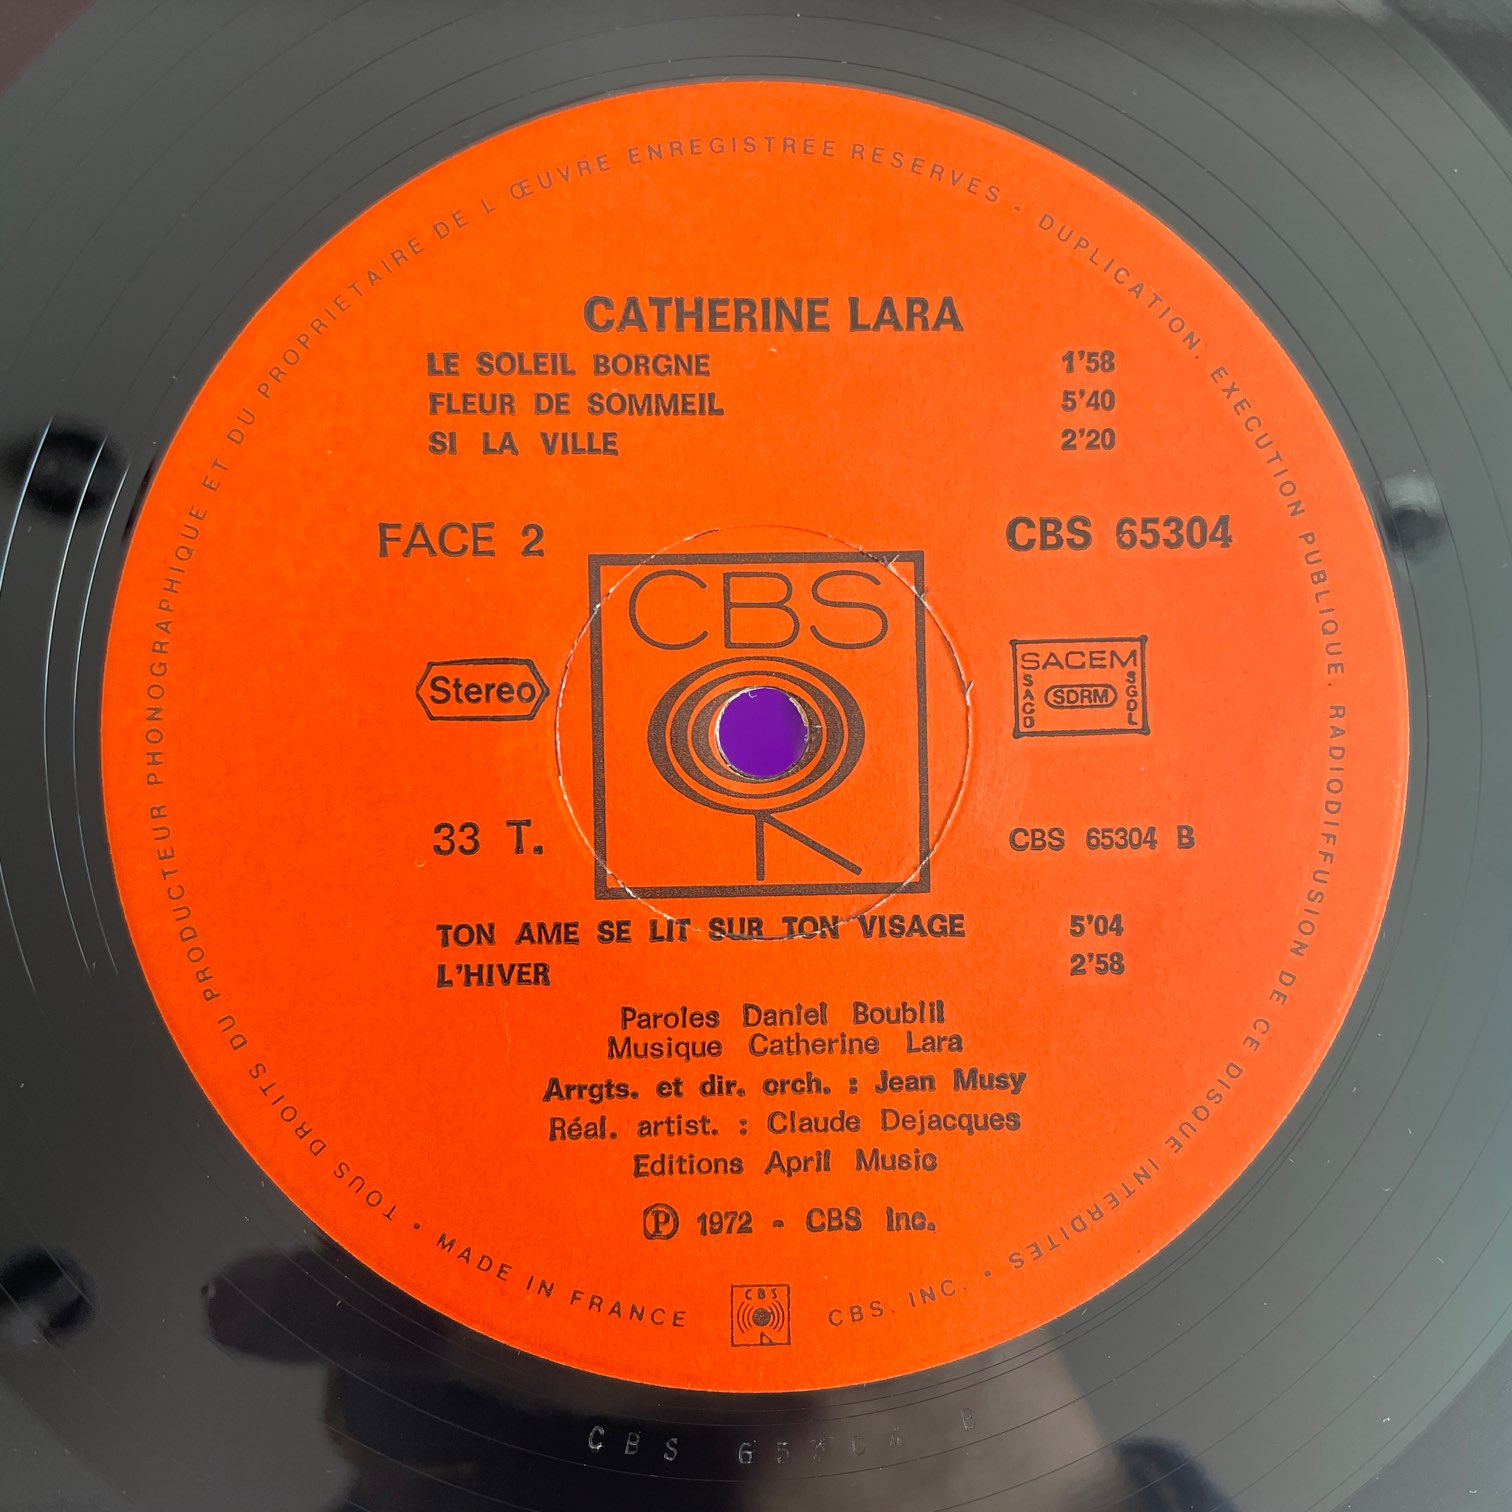 TOUS DROITS DU PRODUCTEUR PHONOGRAPHIQUE ET DU PROPRIETAIRE DE L ŒUVRE ENREGISTREE RESERVES · DUPLICATION, EXECUTION PUBLIQUE, RADIODIFFUSION DE CE DISQUE INTERDITES ·
CATHERINE LARA
LE SOLEIL BORGNE 1'58
FLEUR DE SOMMEIL 5'40
SI LA VILLE 2'20
FACE 2
CBS 65304
CBS
Stereo
SACEM
SACD SDRM SGDL
33 T.
CBS 65304 B
TON AME SE LIT SUR TON VISAGE 5'04
L'HIVER 2'58
Paroles Daniel Boublil
Musique Catherine Lara
Arrgts. et dir. orch. : Jean Musy
Réal. artist. : Claude Dejacques
Editions April Music
Ⓟ 1972 - CBS Inc.
· MADE IN FRANCE
CBS
CBS. INC.
CBS 65304 B